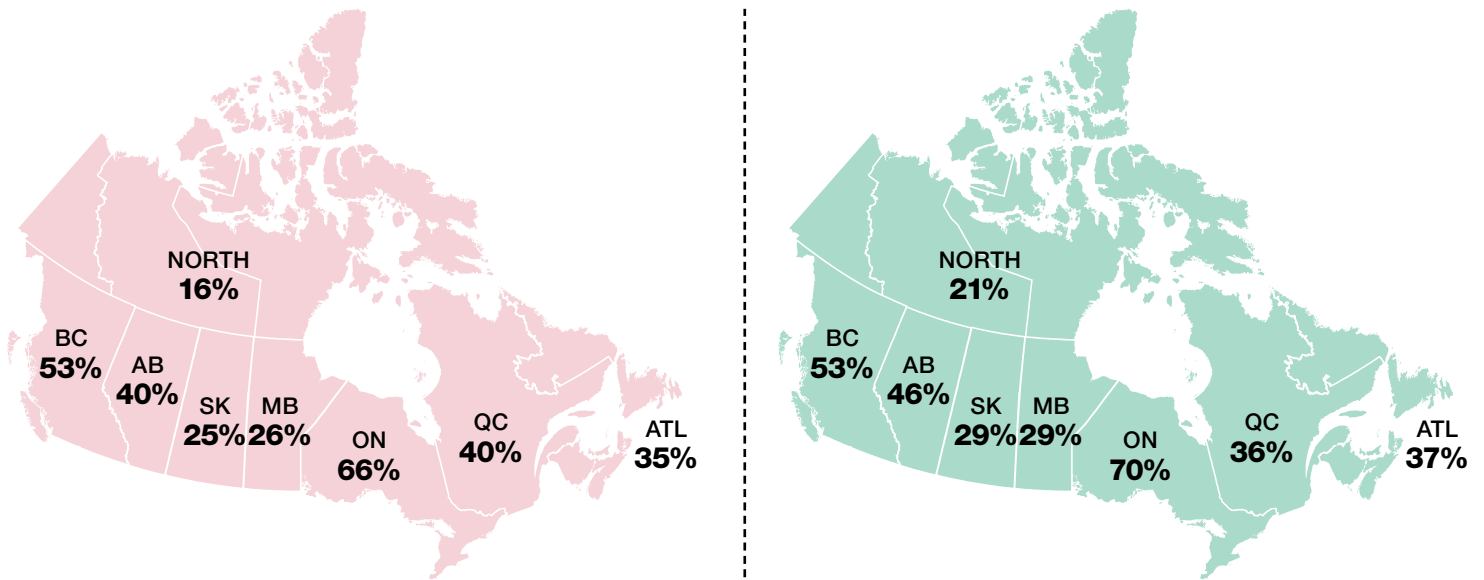 NORTH
16%
BC
53%
AB
40%
SK
25%
MB
26%
ON
66%
QC
40%
ATL
35%
NORTH
21%
BC
53%
AB
46%
SK
29%
MB
29%
ON
70%
QC
36%
ATL
37%